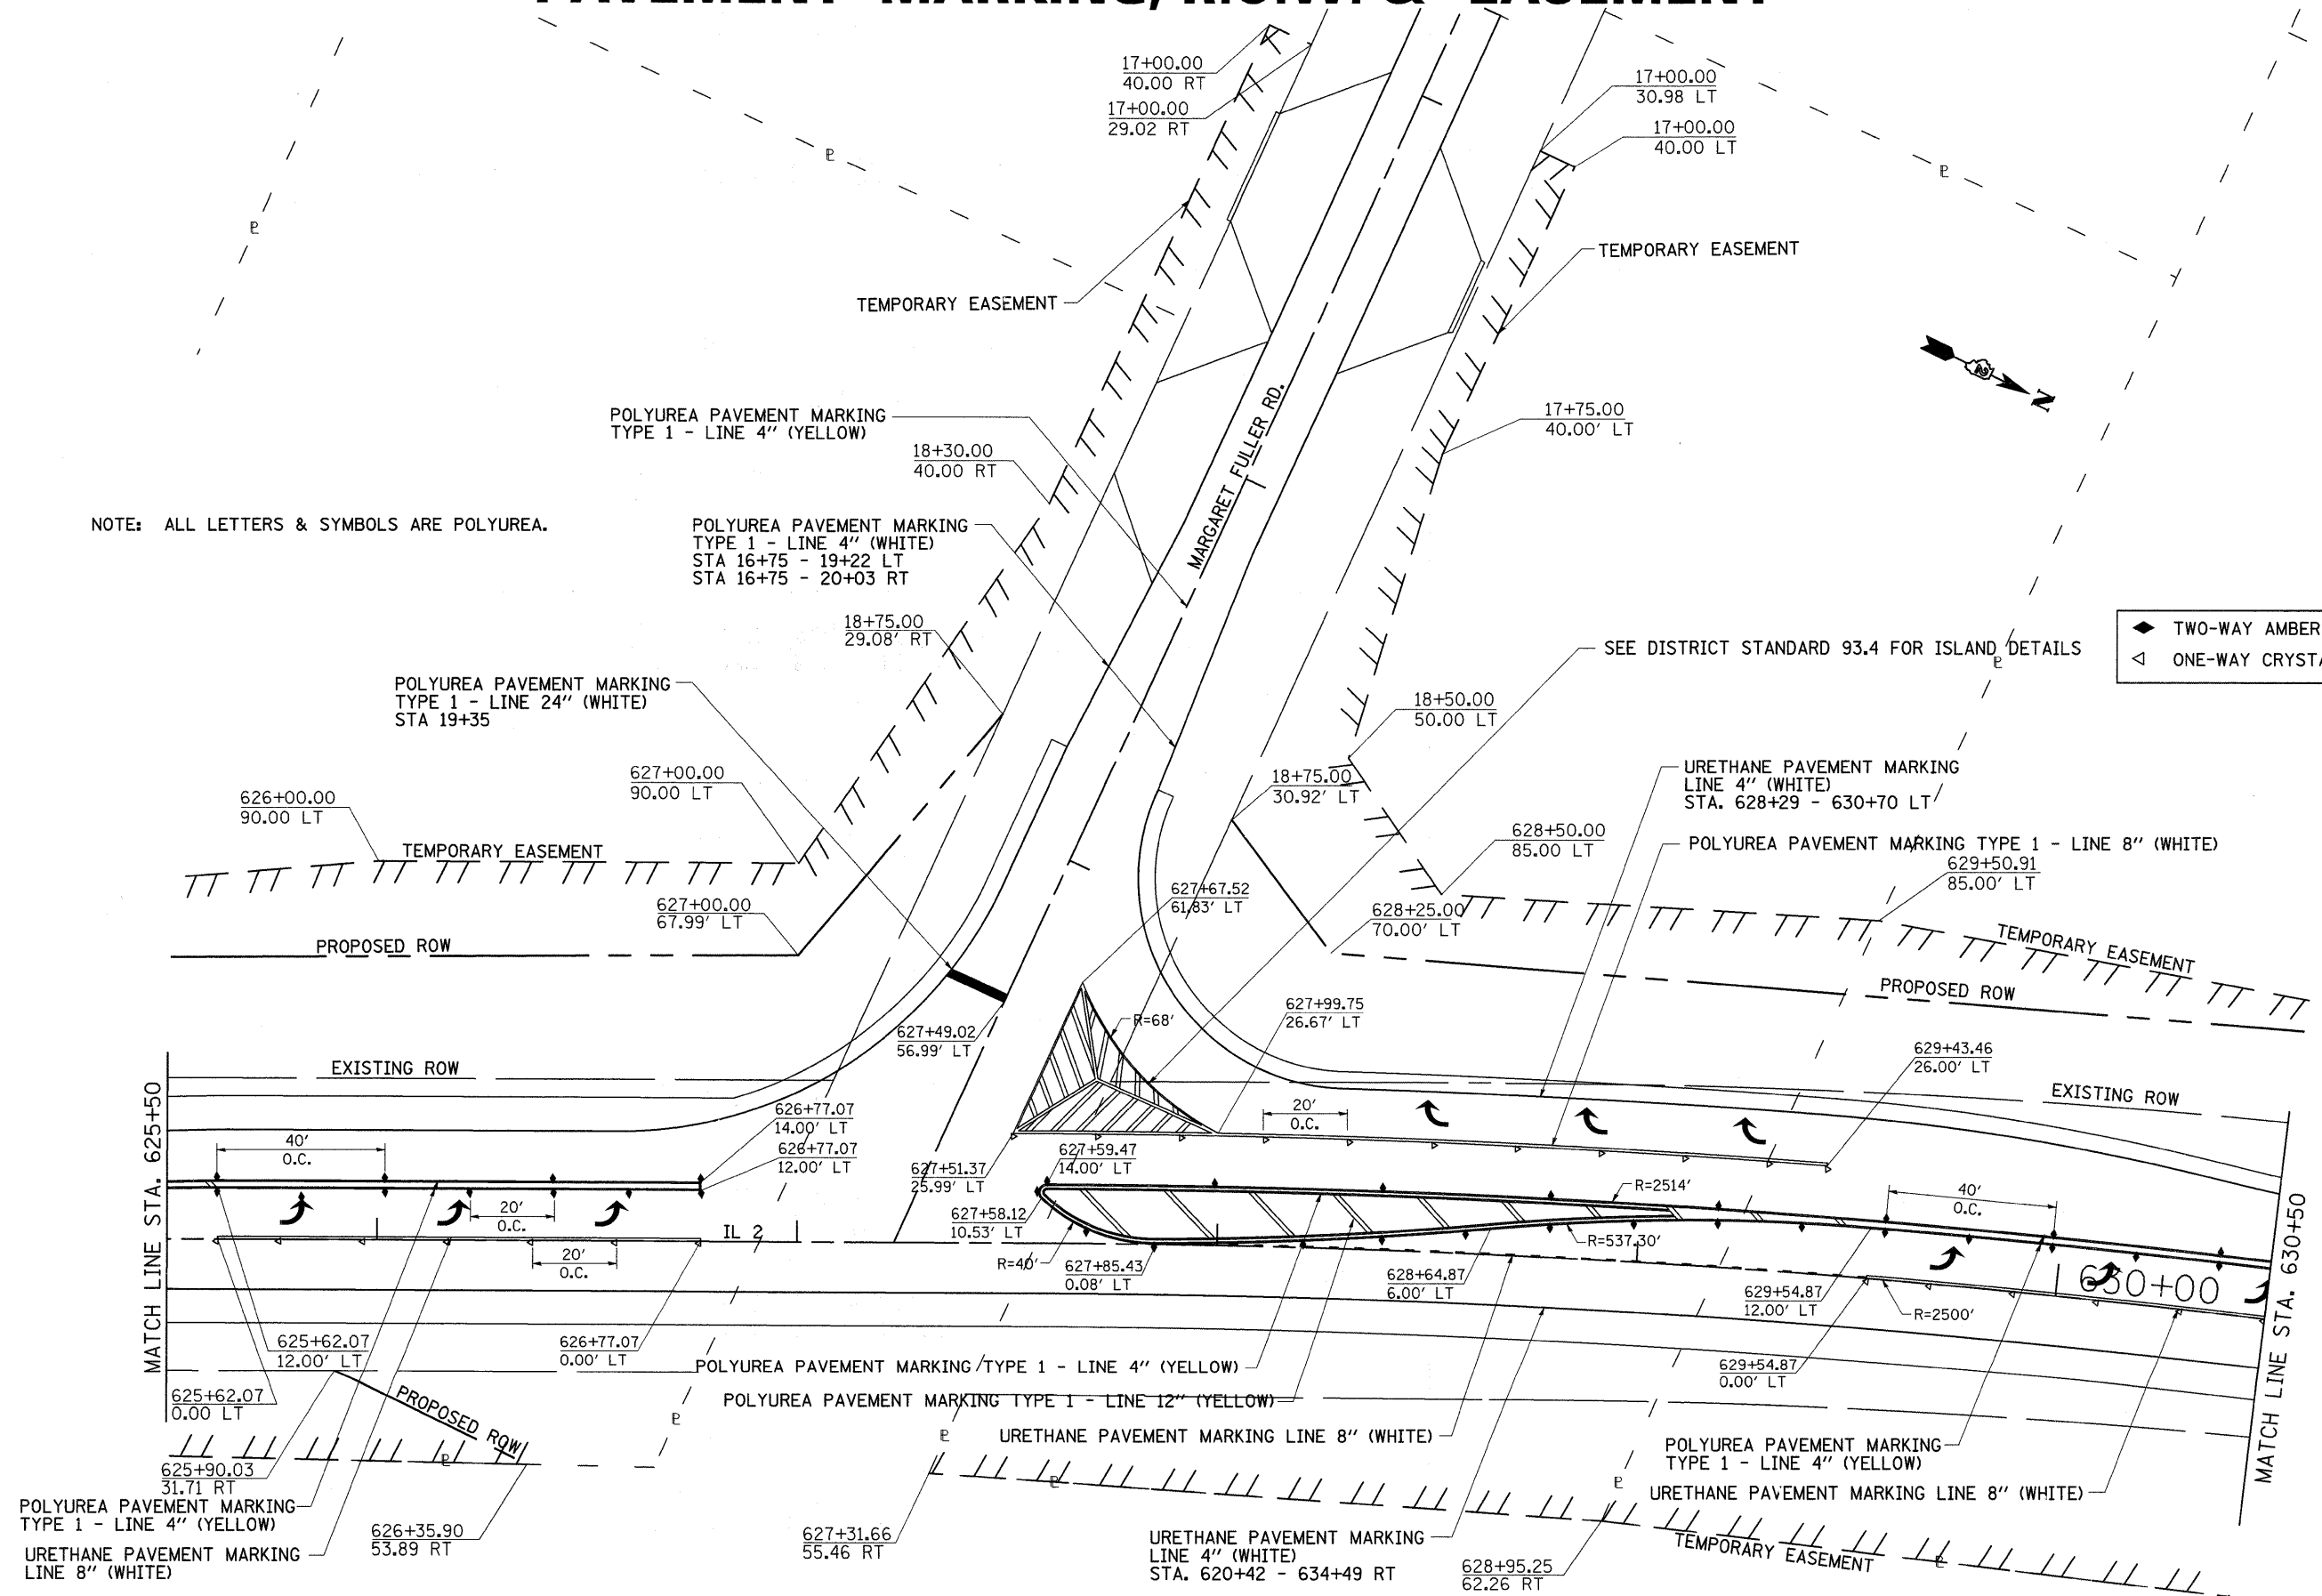 PAVEMENT MARKING, R.O.W. & EASEMENT
17+00.00
40.00 RT
17+00.00
29.02 RT
17+00.00
30.98 LT
17+00.00
40.00 LT
TEMPORARY EASEMENT
TEMPORARY EASEMENT
N
MARGARET FULLER RD.
POLYUREA PAVEMENT MARKING
TYPE 1 - LINE 4" (YELLOW)
17+75.00
40.00' LT
18+30.00
40.00 RT
NOTE: ALL LETTERS & SYMBOLS ARE POLYUREA.
POLYUREA PAVEMENT MARKING
TYPE 1 - LINE 4" (WHITE)
STA 16+75 - 19+22 LT
STA 16+75 - 20+03 RT
18+75.00
29.08' RT
SEE DISTRICT STANDARD 93.4 FOR ISLAND DETAILS
TWO-WAY AMBER
ONE-WAY CRYSTA
POLYUREA PAVEMENT MARKING
TYPE 1 - LINE 24" (WHITE)
STA 19+35
18+50.00
50.00 LT
627+00.00
90.00 LT
626+00.00
90.00 LT
18+75.00
30.92' LT
URETHANE PAVEMENT MARKING
LINE 4" (WHITE)
STA. 628+29 - 630+70 LT
TEMPORARY EASEMENT
628+50.00
85.00 LT
POLYUREA PAVEMENT MARKING TYPE 1 - LINE 8" (WHITE)
629+50.91
85.00' LT
627+67.52
61.83' LT
627+00.00
67.99' LT
628+25.00
70.00' LT
PROPOSED ROW
TEMPORARY EASEMENT
PROPOSED ROW
627+99.75
26.67' LT
R=68'
627+49.02
56.99' LT
629+43.46
26.00' LT
EXISTING ROW
EXISTING ROW
MATCH LINE STA. 625+50
626+77.07
14.00' LT
626+77.07
12.00' LT
20'
O.C.
40'
O.C.
627+59.47
14.00' LT
627+51.37
25.99' LT
R=2514'
40'
O.C.
20'
O.C.
627+58.12
10.53' LT
IL 2
R=537.30'
20'
O.C.
R=40'
627+85.43
0.08' LT
628+64.87
6.00' LT
629+54.87
12.00' LT
630+00
R=2500'
MATCH LINE STA. 630+50
625+62.07
12.00' LT
626+77.07
0.00' LT
POLYUREA PAVEMENT MARKING TYPE 1 - LINE 4" (YELLOW)
629+54.87
0.00' LT
625+62.07
0.00 LT
PROPOSED ROW
POLYUREA PAVEMENT MARKING TYPE 1 - LINE 12" (YELLOW)
URETHANE PAVEMENT MARKING LINE 8" (WHITE)
POLYUREA PAVEMENT MARKING
TYPE 1 - LINE 4" (YELLOW)
625+90.03
31.71 RT
URETHANE PAVEMENT MARKING LINE 8" (WHITE)
POLYUREA PAVEMENT MARKING
TYPE 1 - LINE 4" (YELLOW)
626+35.90
53.89 RT
627+31.66
55.46 RT
URETHANE PAVEMENT MARKING
LINE 4" (WHITE)
STA. 620+42 - 634+49 RT
TEMPORARY EASEMENT
628+95.25
62.26 RT
URETHANE PAVEMENT MARKING
LINE 8" (WHITE)